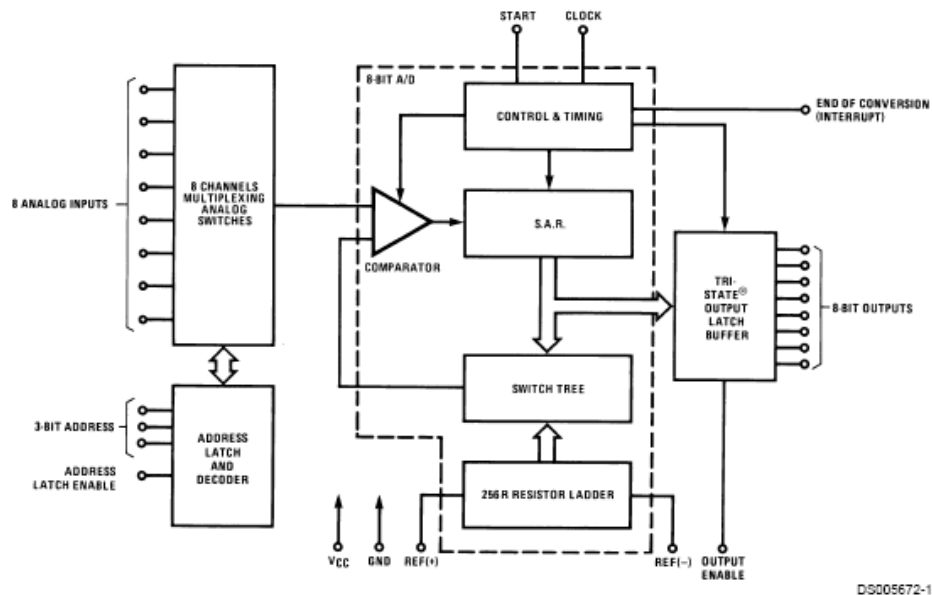 START
CLOCK
8-BIT A/D
CONTROL & TIMING
END OF CONVERSION
(INTERRUPT)
8 ANALOG INPUTS
8 CHANNELS
MULTIPLEXING
ANALOG
SWITCHES
S.A.R.
COMPARATOR
TRI-
STATE®
OUTPUT
LATCH
BUFFER
8-BIT OUTPUTS
SWITCH TREE
3-BIT ADDRESS
ADDRESS
LATCH
AND
DECODER
ADDRESS
LATCH ENABLE
256R RESISTOR LADDER
VCC
GND
REF(+)
REF(−)
OUTPUT
ENABLE
DS005672-1